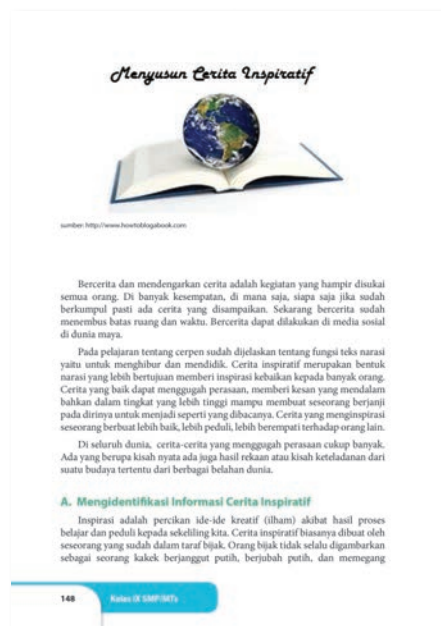 Menyusun Cerita Inspiratif
sumber: http://www.howtoblogabook.com
Bercerita dan mendengarkan cerita adalah kegiatan yang hampir disukai
semua orang. Di banyak kesempatan, di mana saja, siapa saja jika sudah
berkumpul pasti ada cerita yang disampaikan. Sekarang bercerita sudah
menembus batas ruang dan waktu. Bercerita dapat dilakukan di media sosial
di dunia maya.
Pada pelajaran tentang cerpen sudah dijelaskan tentang fungsi teks narasi
yaitu untuk menghibur dan mendidik. Cerita inspiratif merupakan bentuk
narasi yang lebih bertujuan memberi inspirasi kebaikan kepada banyak orang.
Cerita yang baik dapat menggugah perasaan, memberi kesan yang mendalam
bahkan dalam tingkat yang lebih tinggi mampu membuat seseorang berjanji
pada dirinya untuk menjadi seperti yang dibacanya. Cerita yang menginspirasi
seseorang berbuat lebih baik, lebih peduli, lebih berempati terhadap orang lain.
Di seluruh dunia, cerita-cerita yang menggugah perasaan cukup banyak.
Ada yang berupa kisah nyata ada juga hasil rekaan atau kisah keteladanan dari
suatu budaya tertentu dari berbagai belahan dunia.
A. Mengidentifikasi Informasi Cerita Inspiratif
Inspirasi adalah percikan ide-ide kreatif (ilham) akibat hasil proses
belajar dan peduli kepada sekeliling kita. Cerita inspiratif biasanya dibuat oleh
seseorang yang sudah dalam taraf bijak. Orang bijak tidak selalu digambarkan
sebagai seorang kakek berjanggut putih, berjubah putih, dan memegang
148 Kelas IX SMP/MTs